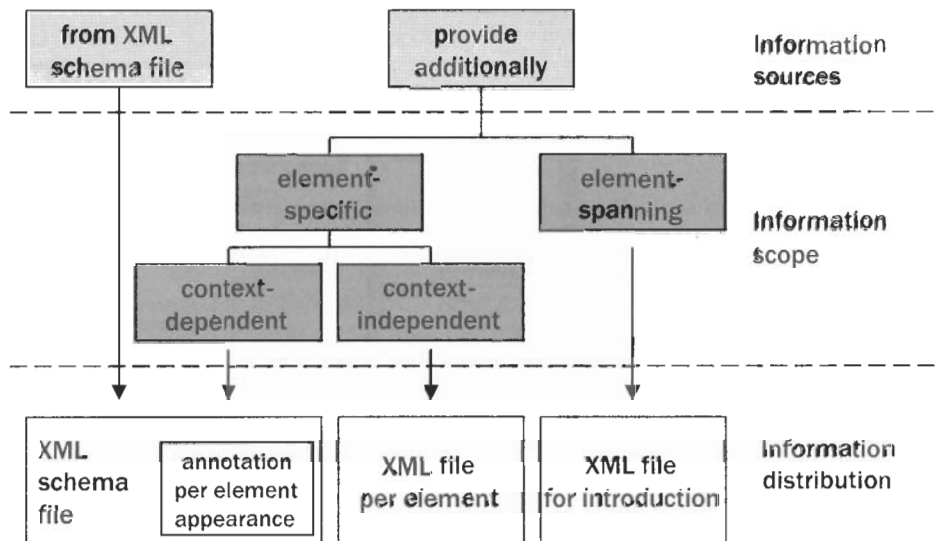 from XML
schema file
provide
additionally
Information
sources
element-
specific
element-
spanning
Information
scope
context-
dependent
context-
independent
XML
schema
file
annotation
per element
appearance
XML file
per element
XML file
for introduction
Information
distribution